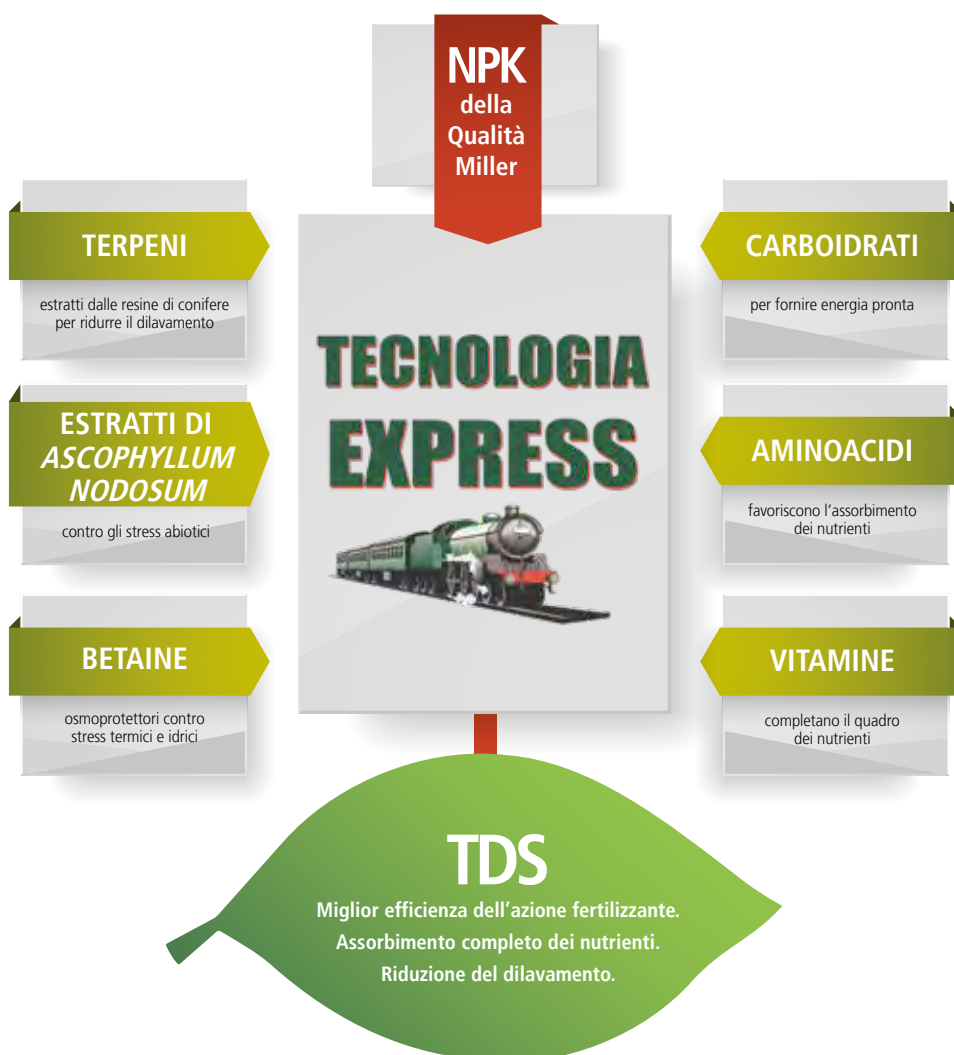 NPK
della
Qualità
Miller
TERPENI
estratti dalle resine di conifere
per ridurre il dilavamento
ESTRATTI DI
ASCOPHYLLUM
NODOSUM
contro gli stress abiotici
BETAINE
osmoprotettori contro
stress termici e idrici
TECNOLOGIA
EXPRESS
CARBOIDRATI
per fornire energia pronta
AMINOACIDI
favoriscono l'assorbimento
dei nutrienti
VITAMINE
completano il quadro
dei nutrienti
TDS
Miglior efficienza dell'azione fertilizzante.
Assorbimento completo dei nutrienti.
Riduzione del dilavamento.